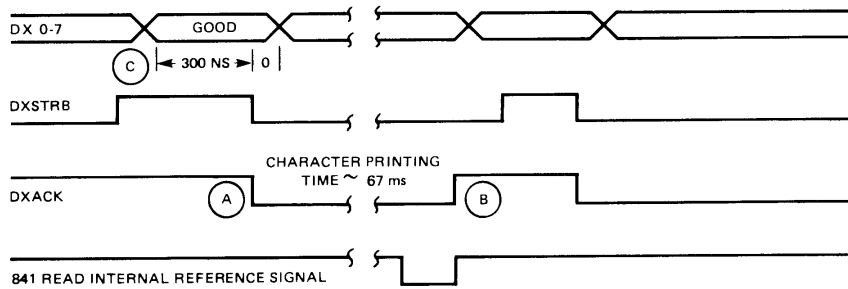 DX 0-7
GOOD
C
300 NS
0
DXSTRB
CHARACTER PRINTING
TIME ~ 67 ms
DXACK
A
B
841 READ INTERNAL REFERENCE SIGNAL